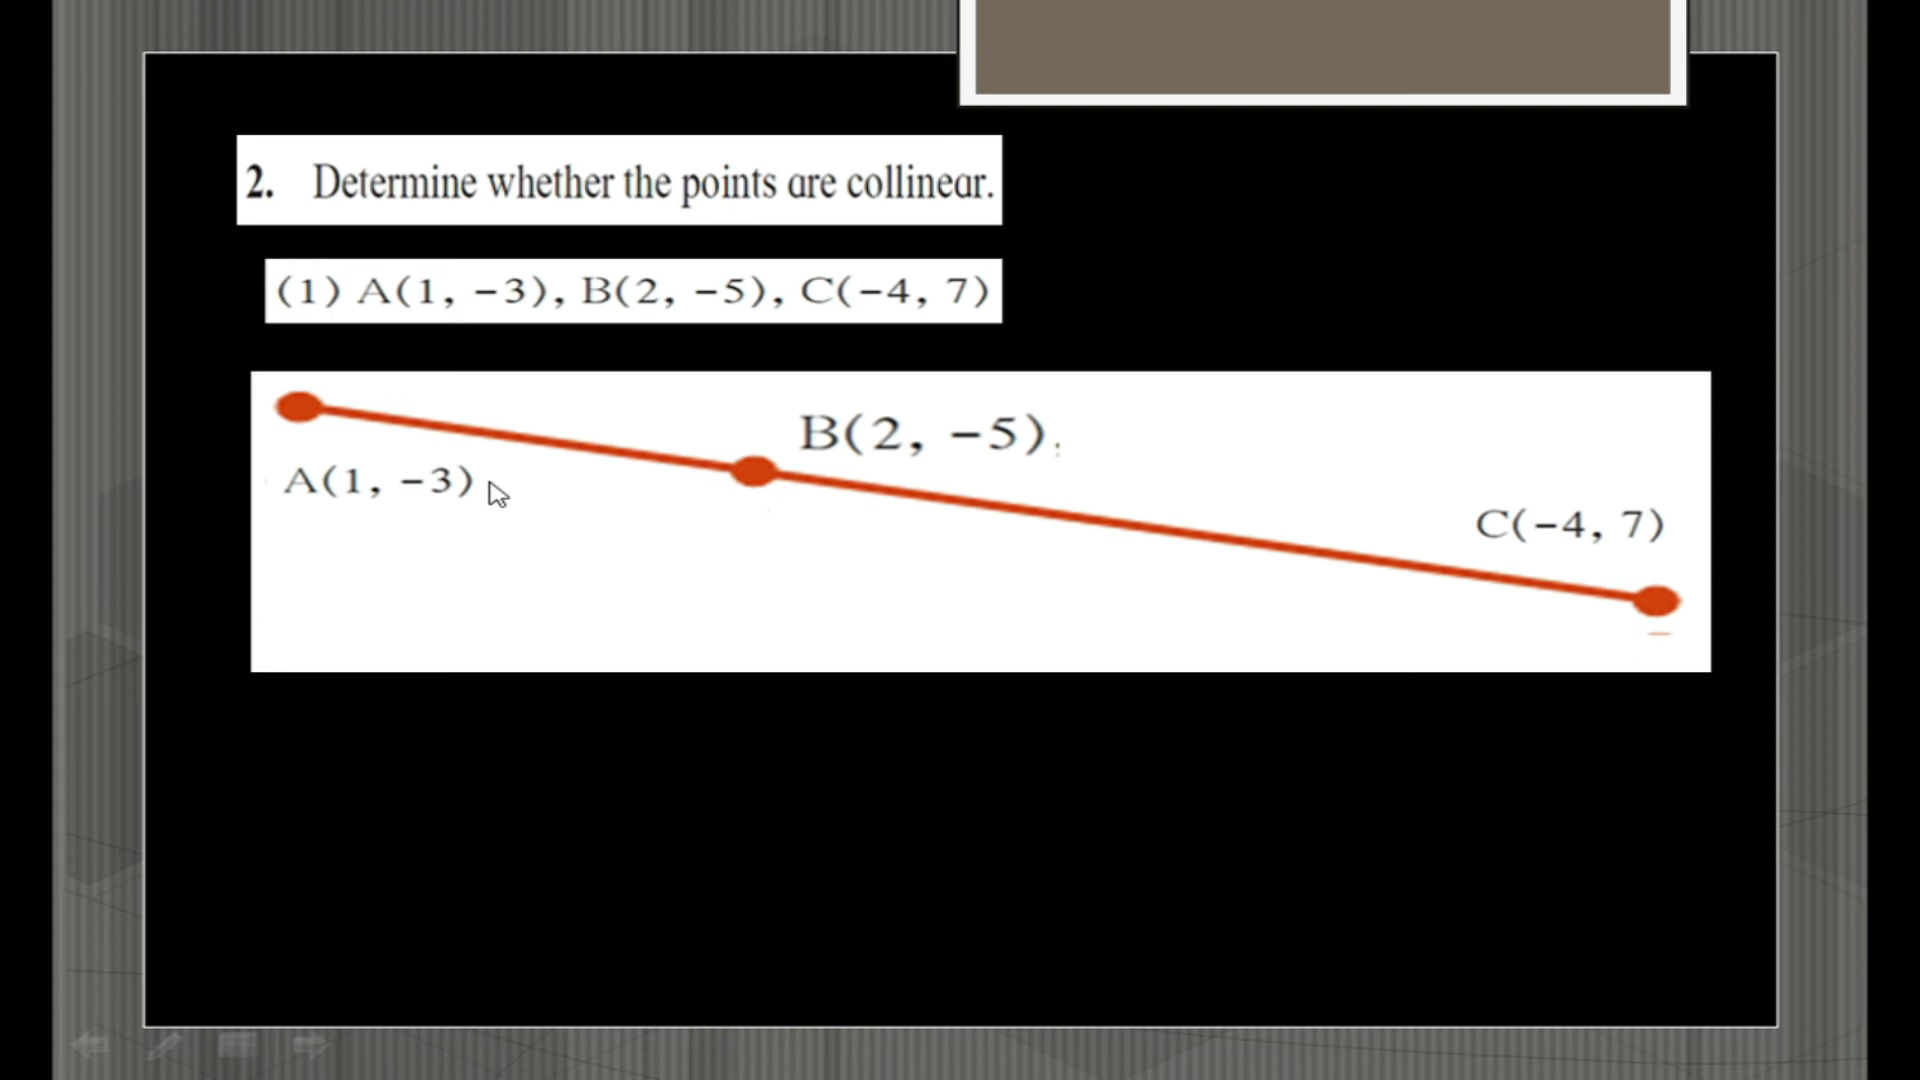 2. Determine whether the points are collinear.
(1) A(1, −3), B(2, −5), C(−4, 7)
B(2, −5)
A(1, −3)
C(−4, 7)